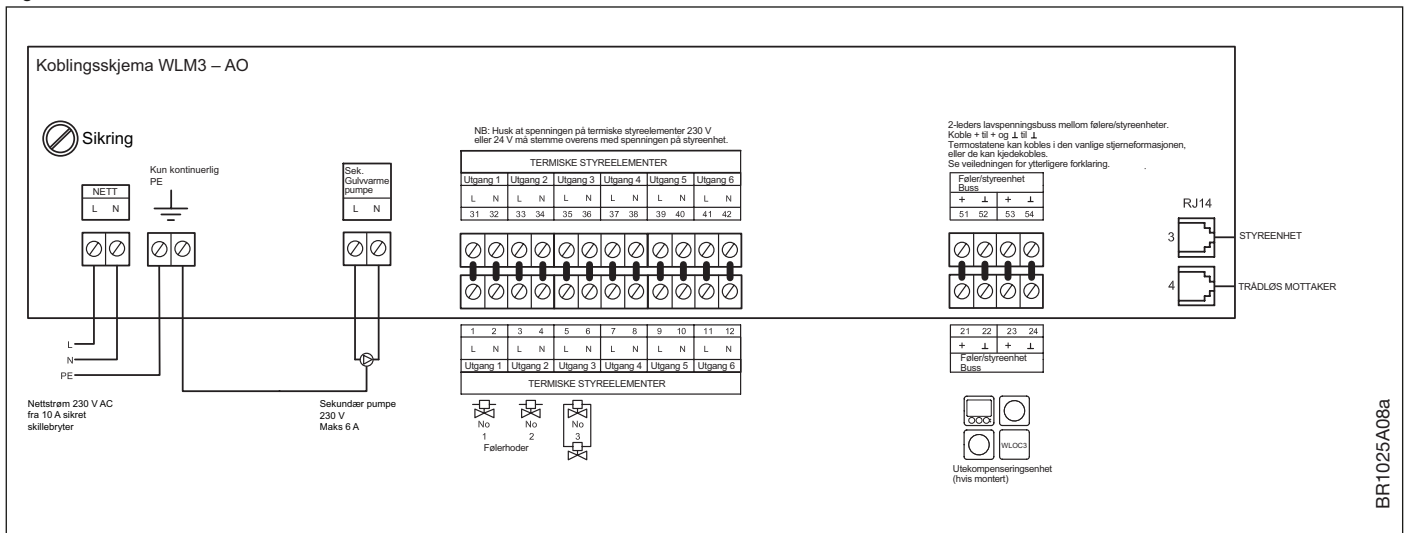 Koblingsskjema WLM3 – AO
Sikring
NETT
L N
Kun kontinuerlig
PE
Sek.
Gulvvarme
pumpe
L N
NB: Husk at spenningen på termiske styreelementer 230 V
eller 24 V må stemme overens med spenningen på styreenhet.
TERMISKE STYREELEMENTER
Utgang 1 Utgang 2 Utgang 3 Utgang 4 Utgang 5 Utgang 6
L N L N L N L N L N L N
31 32 33 34 35 36 37 38 39 40 41 42
2-leders lavspenningsbuss mellom følere/styreenheter.
Koble + til + og ⊥ til ⊥
Termostatene kan kobles i den vanlige stjerneformasjonen,
eller de kan kjedekobles.
Se veiledningen for ytterligere forklaring.
Føler/styreenhet
Buss
+ ⊥ + ⊥
51 52 53 54
RJ14
3 STYREENHET
4 TRÅDLØS MOTTAKER
1 2 3 4 5 6 7 8 9 10 11 12
L N L N L N L N L N L N
Utgang 1 Utgang 2 Utgang 3 Utgang 4 Utgang 5 Utgang 6
TERMISKE STYREELEMENTER
21 22 23 24
+ ⊥ + ⊥
Føler/styreenhet
Buss
L
N
PE
Nettstrøm 230 V AC
fra 10 A sikret
skillebryter
Sekundær pumpe
230 V
Maks 6 A
No No No
1 2 3
Følerhoder
WLOC3
Utekompenseringsenhet
(hvis montert)
BR1025A08a